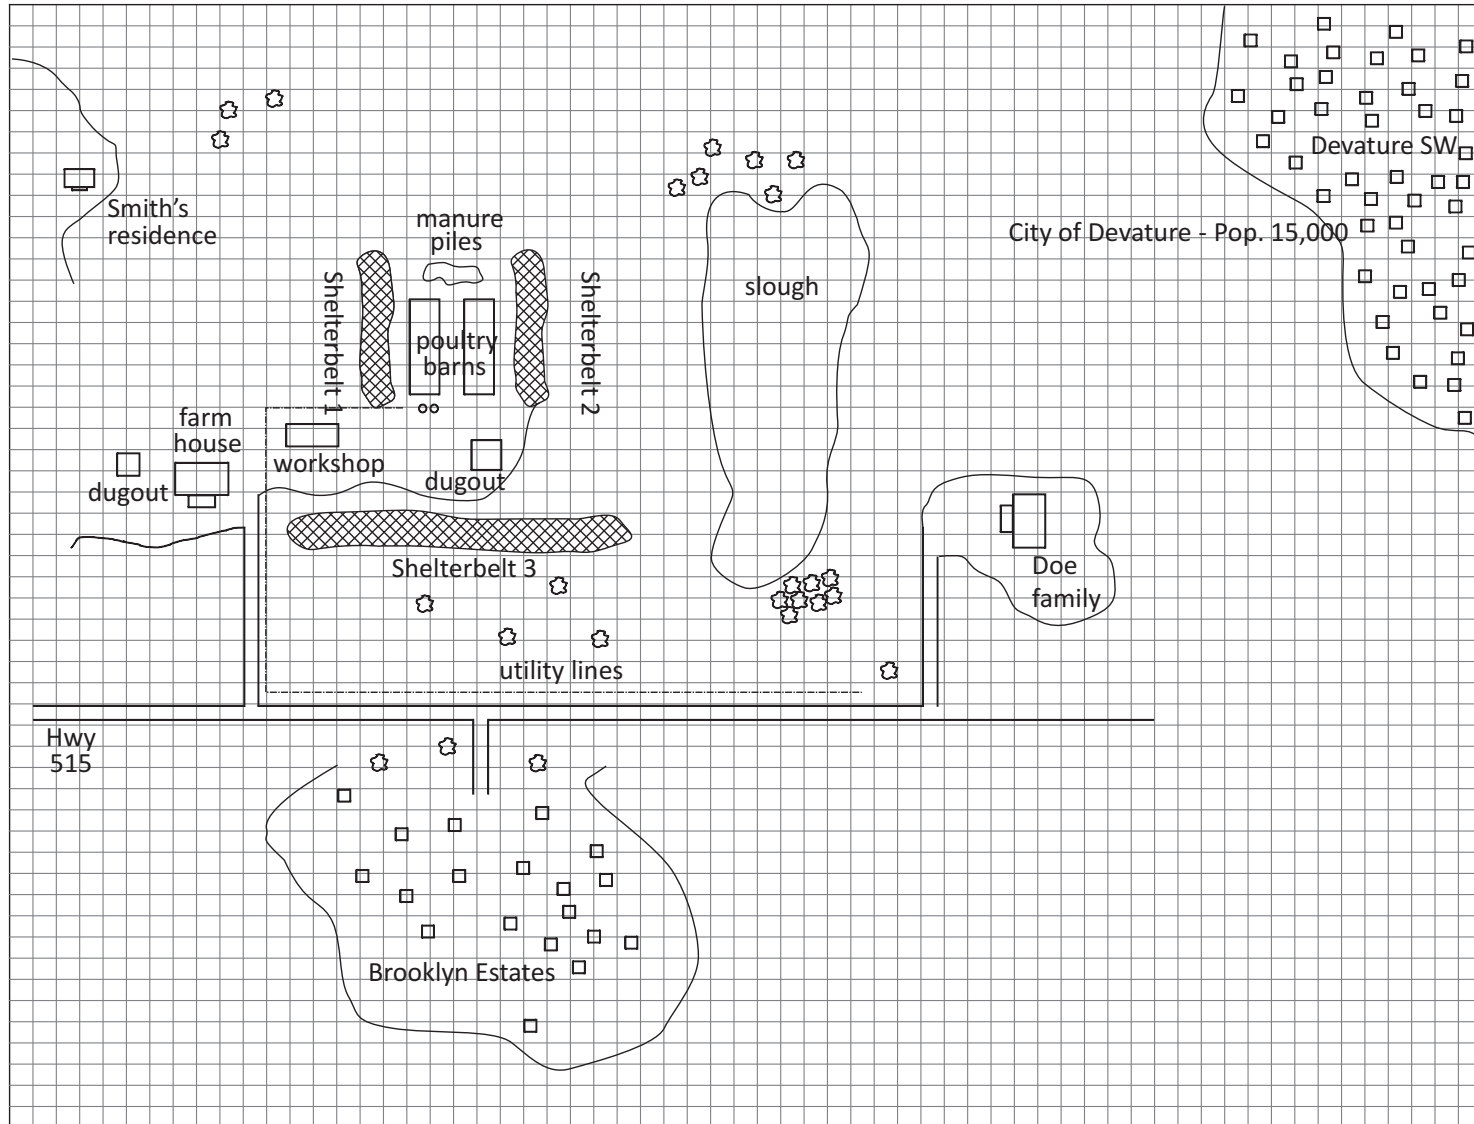 Devature SW
Smith's
residence
manure
piles
City of Devature - Pop. 15,000
slough
Shelterbelt 1
Shelterbelt 2
poultry
barns
farm
house
workshop
dugout
dugout
Shelterbelt 3
Doe
family
utility lines
Hwy
515
Brooklyn Estates